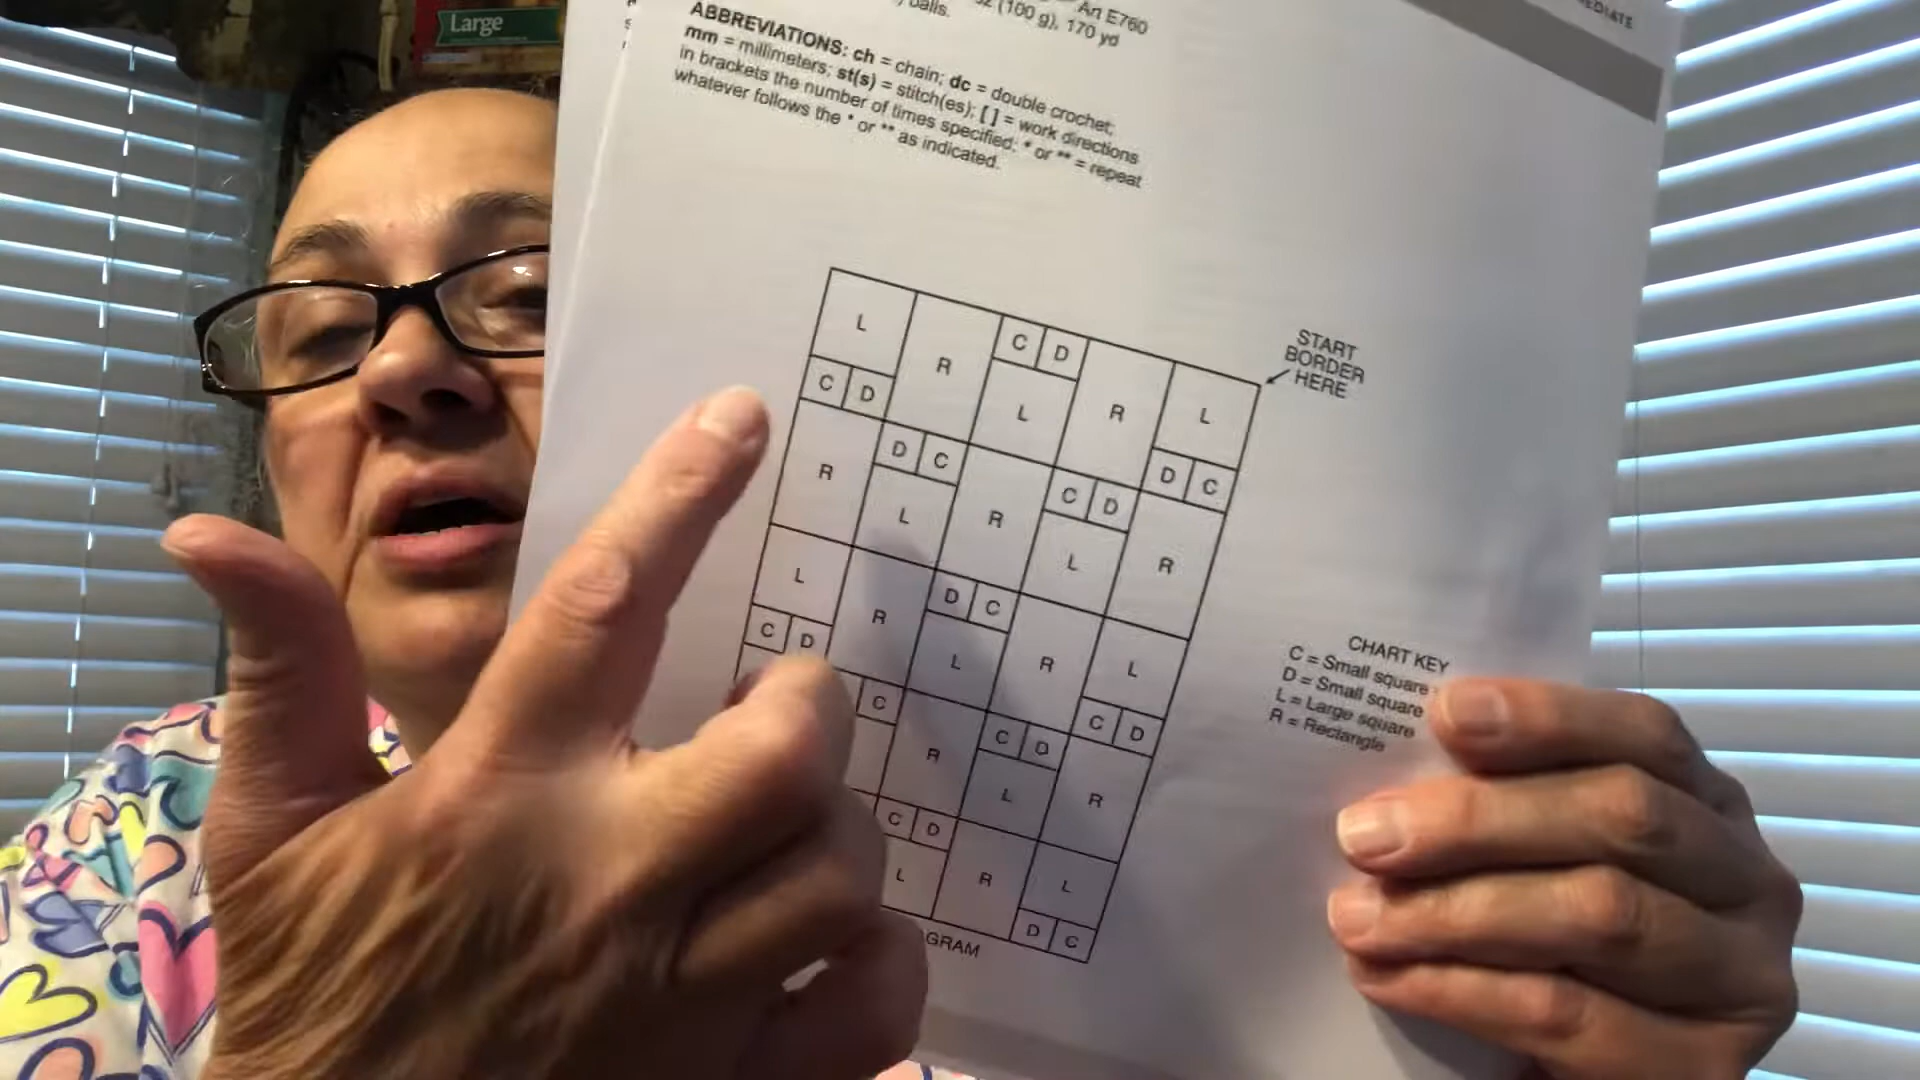 Large
EDIATE
Art E760
oz (100 g), 170 yd
balls.
ABBREVIATIONS: ch = chain; dc = double crochet;
mm = millimeters; st(s) = stitch(es); [ ] = work directions
in brackets the number of times specified; * or ** = repeat
whatever follows the * or ** as indicated.
START
BORDER
HERE
L R C D R L
C D L D C
R D C R C D R
L L
L R D C R L
C D L C D
C R C D R
L
C D R L
L D C
GRAM
CHART KEY
C = Small square
D = Small square
L = Large square
R = Rectangle